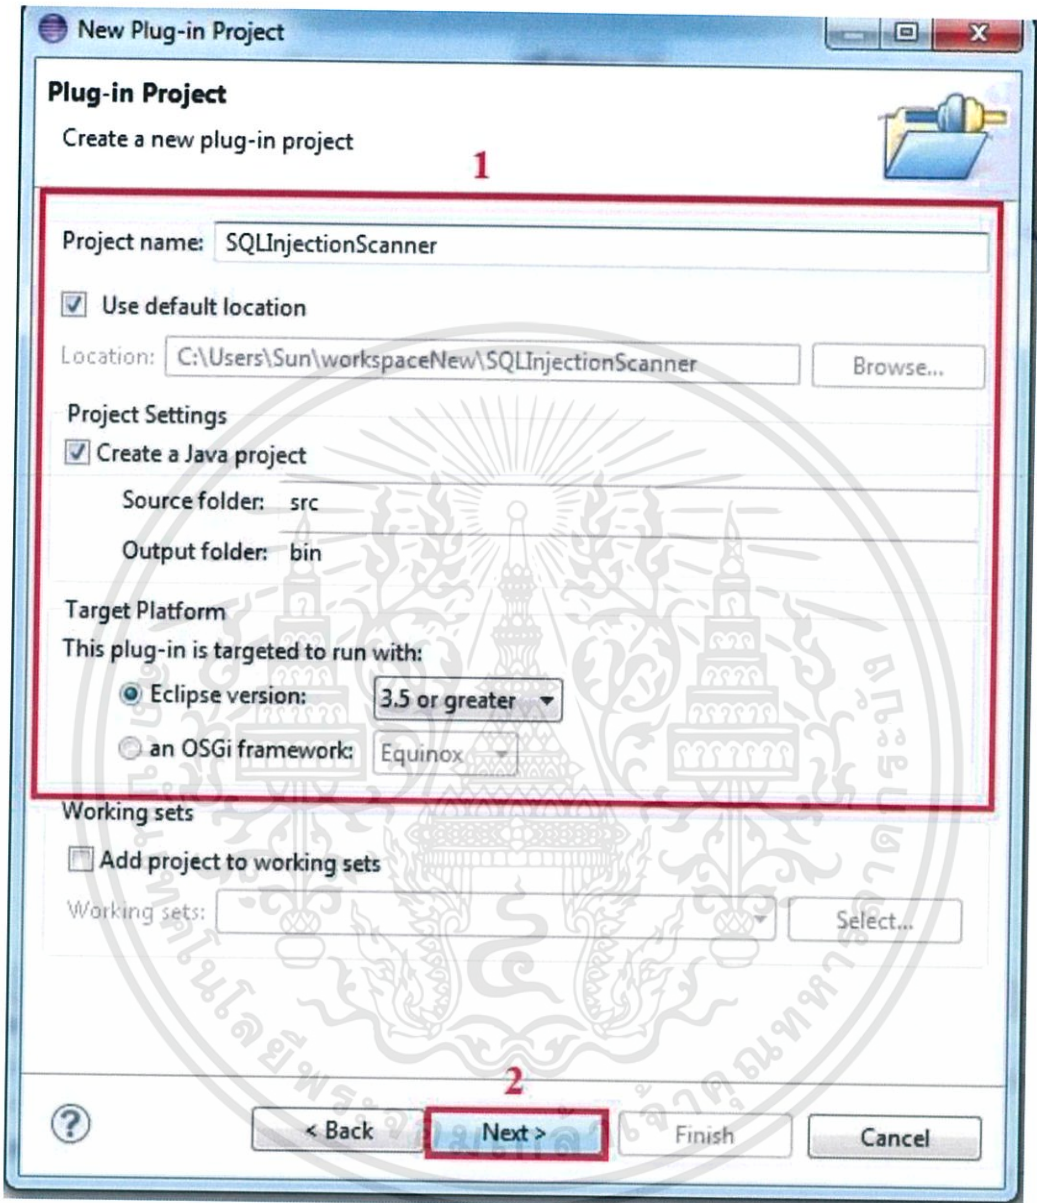 New Plug-in Project
Plug-in Project
Create a new plug-in project
1
Project name: SQLInjectionScanner
Use default location
Location: C:\Users\Sun\workspaceNew\SQLInjectionScanner Browse...
Project Settings
Create a Java project
Source folder: src
Output folder: bin
Target Platform
This plug-in is targeted to run with:
Eclipse version: 3.5 or greater
an OSGi framework: Equinox
Working sets
Add project to working sets
Working sets: Select...
2
< Back Next > Finish Cancel